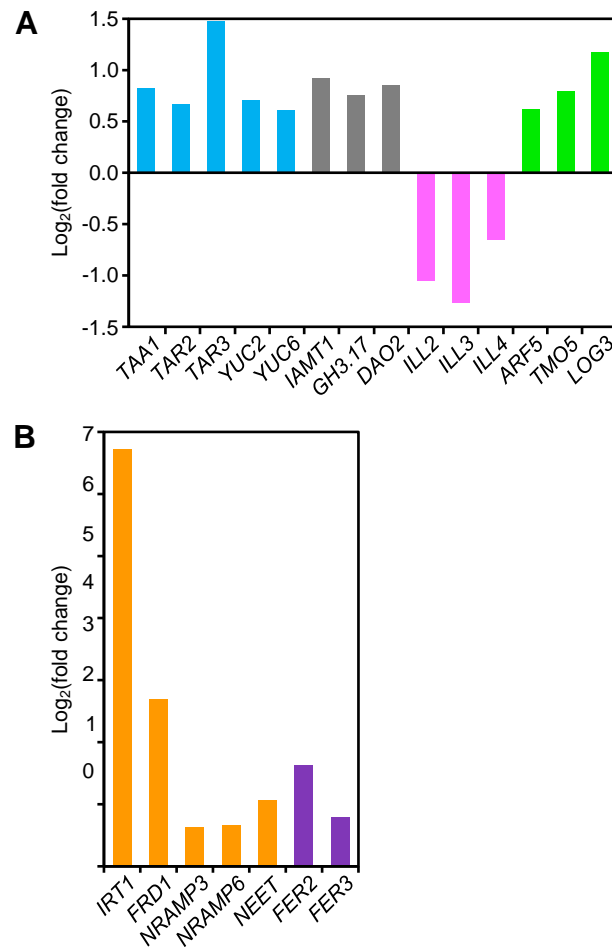 A
Log₂(fold change)
1.5
1.0
0.5
0.0
-0.5
-1.0
-1.5
TAA1
TAR2
TAR3
YUC2
YUC6
IAMT1
GH3.17
DAO2
ILL2
ILL3
ILL4
ARF5
TMO5
LOG3
B
Log₂(fold change)
7
6
5
4
3
2
1
0
IRT1
FRD1
NRAMP3
NRAMP6
NEET
FER2
FER3